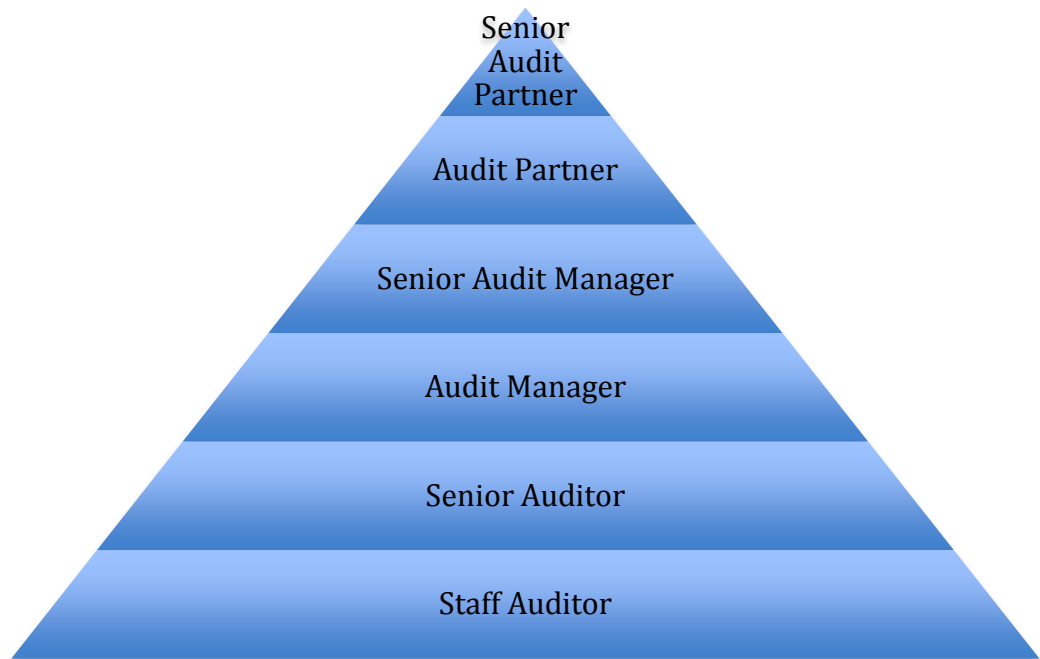 Senior
Audit
Partner
Audit Partner
Senior Audit Manager
Audit Manager
Senior Auditor
Staff Auditor